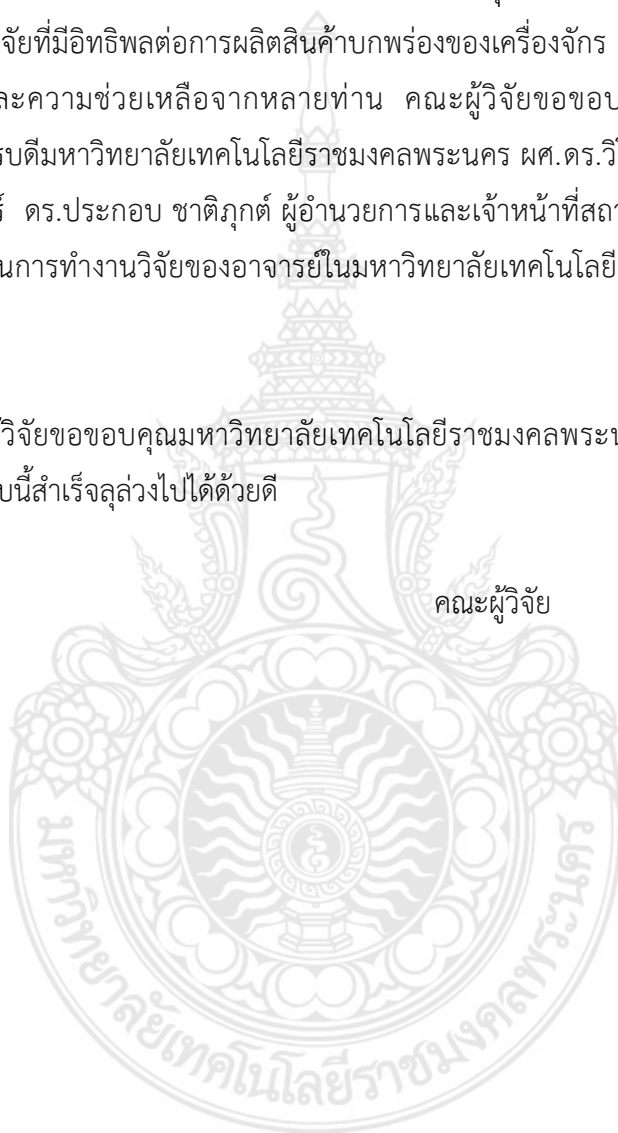 จัยที่มีอิทธิพลต่อการผลิตสินค้าบกพร่องของเครื่องจักร
ละความช่วยเหลือจากหลายท่าน คณะผู้วิจัยขอขอบ
รบดีมหาวิทยาลัยเทคโนโลยีราชมงคลพระนคร ผศ.ดร.วิโ
ร์ ดร.ประกอบ ชาติภุกต์ ผู้อำนวยการและเจ้าหน้าที่สถา
นการทำงานวิจัยของอาจารย์ในมหาวิทยาลัยเทคโนโลยี
วิจัยขอขอบคุณมหาวิทยาลัยเทคโนโลยีราชมงคลพระน
บนี้สำเร็จลุล่วงไปได้ด้วยดี
คณะผู้วิจัย
มหาวิทยาลัยเทคโนโลยีราชมงคลพระนคร